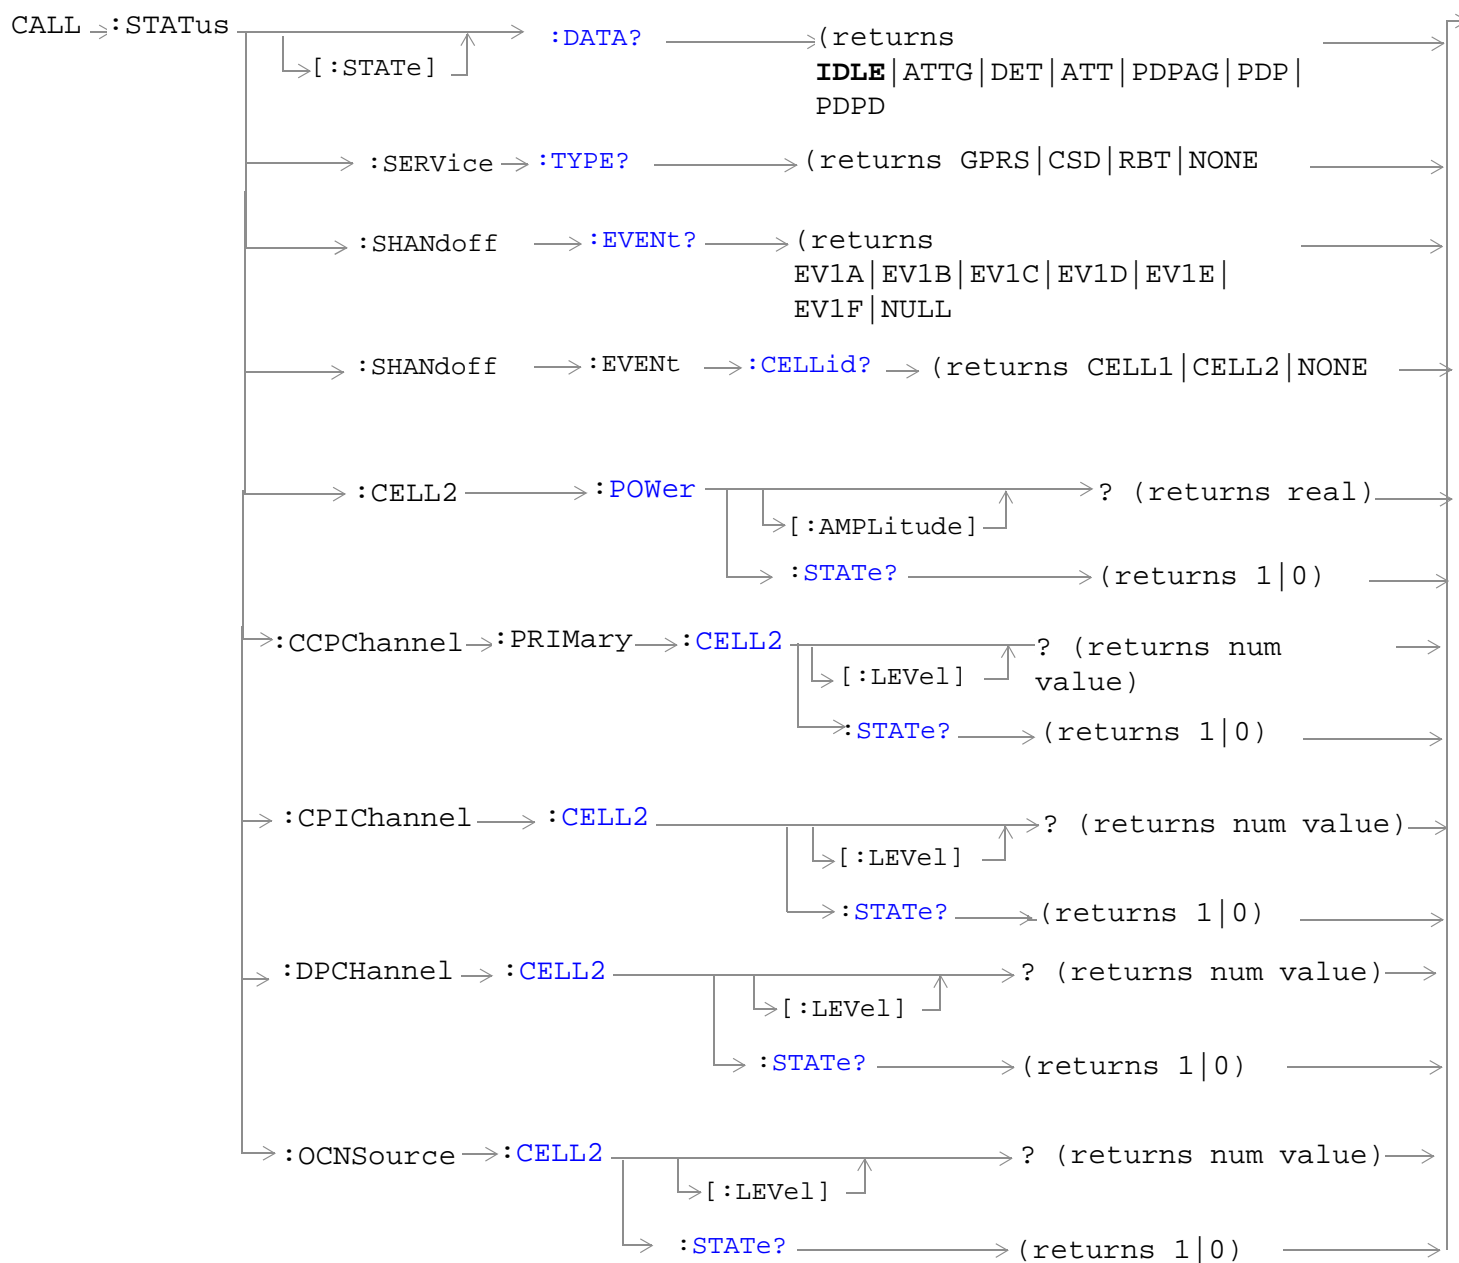 CALL :STATus :DATA? (returns
[:STATe] IDLE|ATTG|DET|ATT|PDPAG|PDP|
PDPD
:SERVice :TYPE? (returns GPRS|CSD|RBT|NONE
:SHANdoff :EVENt? (returns
EV1A|EV1B|EV1C|EV1D|EV1E|
EV1F|NULL
:SHANdoff :EVENt :CELLid? (returns CELL1|CELL2|NONE
:CELL2 :POWer ? (returns real)
[:AMPLitude]
:STATe? (returns 1|0)
:CCPChannel :PRIMary :CELL2 ? (returns num
[:LEVel] value)
:STATe? (returns 1|0)
:CPIChannel :CELL2 ? (returns num value)
[:LEVel]
:STATe? (returns 1|0)
:DPCHannel :CELL2 ? (returns num value)
[:LEVel]
:STATe? (returns 1|0)
:OCNSource :CELL2 ? (returns num value)
[:LEVel]
:STATe? (returns 1|0)